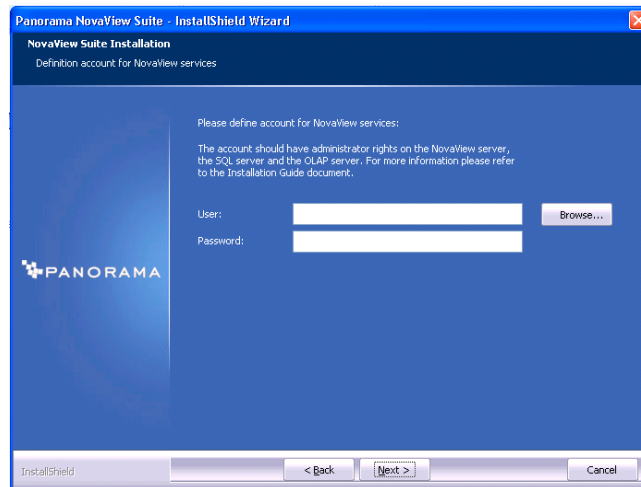 Panorama NovaView Suite - InstallShield Wizard
NovaView Suite Installation
Definition account for NovaView services
Please define account for NovaView services:
The account should have administrator rights on the NovaView server,
the SQL server and the OLAP server. For more information please refer
to the Installation Guide document.
User:
Browse...
Password:
PANORAMA
InstallShield
< Back
Next >
Cancel